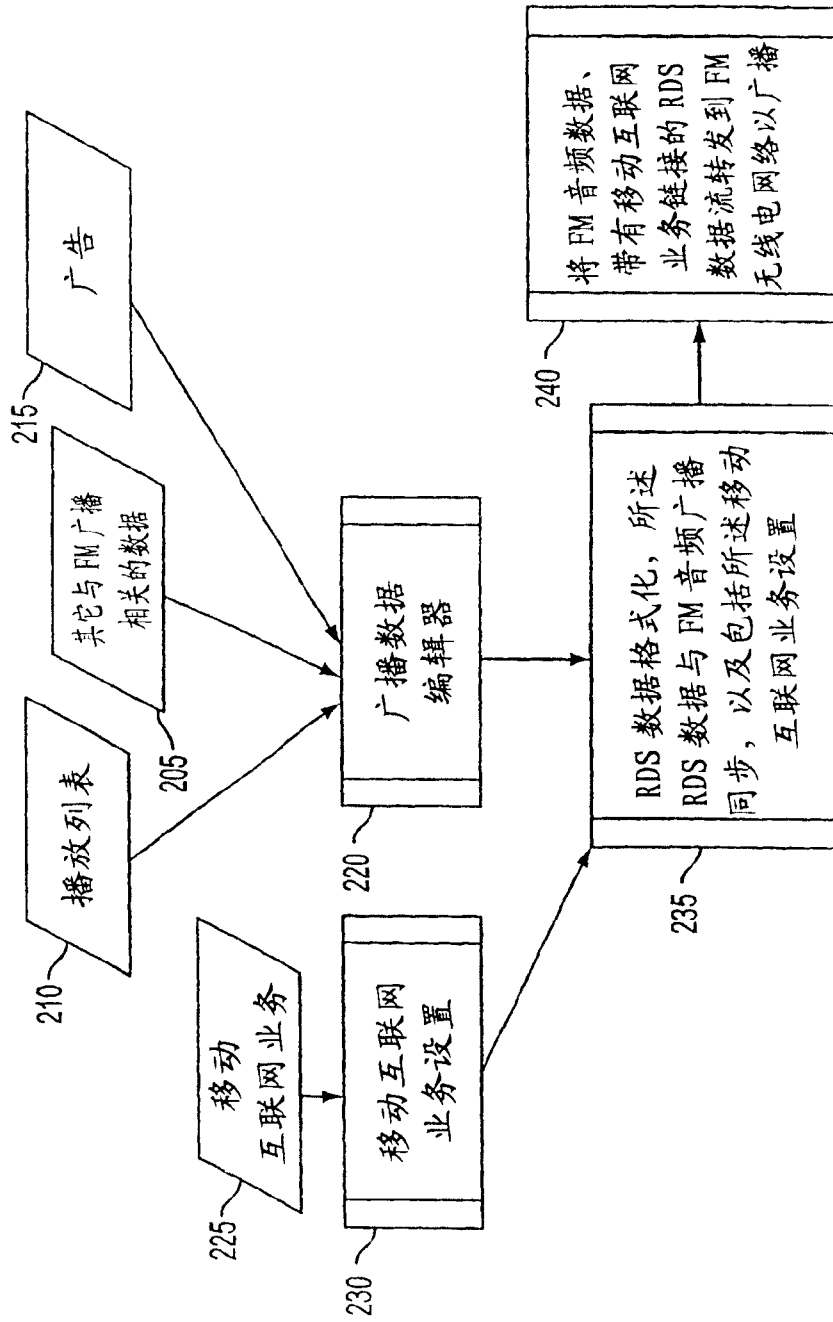 广告
215
其它与FM广播
相关的数据
205
播放列表
210
广播数据
编辑器
220
移动
互联网业务
225
移动互联网
业务设置
230
RDS 数据格式化，所述
RDS 数据与 FM 音频广播
同步，以及包括所述移动
互联网业务设置
235
将 FM 音频数据、
带有移动互联网
业务链接的 RDS
数据流转发到 FM
无线电网络以广播
240